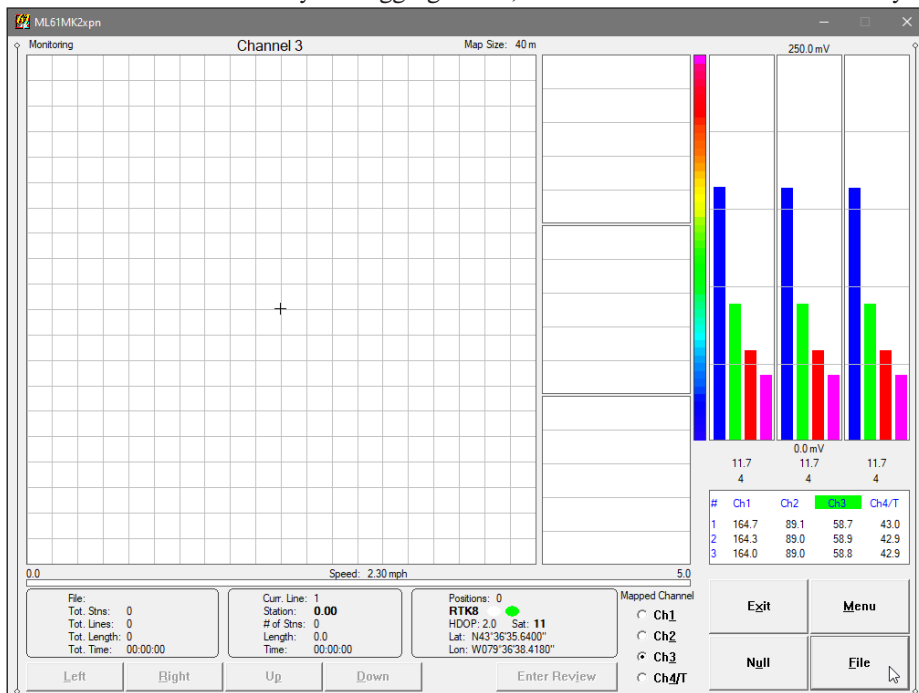 ML61MK2xpn
Monitoring Channel 3 Map Size: 40 m
250.0 mV
0.0 mV
11.7 11.7 11.7
4 4 4
# Ch1 Ch2 Ch3 Ch4/T
1 164.7 89.1 58.7 43.0
2 164.3 89.0 58.9 42.9
3 164.0 89.0 58.8 42.9
0.0 Speed: 2.30 mph 5.0
File:
Tot. Stns: 0
Tot. Lines: 0
Tot. Length: 0
Tot. Time: 00:00:00
Curr. Line: 1
Station: 0.00
# of Stns: 0
Length: 0.0
Time: 00:00:00
Positions: 0
RTK8
HDOP: 2.0 Sat: 11
Lat: N43°36'35.6400"
Lon: W079°36'38.4180"
Mapped Channel
Ch1
Ch2
Ch3
Ch4/T
Exit Menu
Null File
Left Right Up Down Enter Review